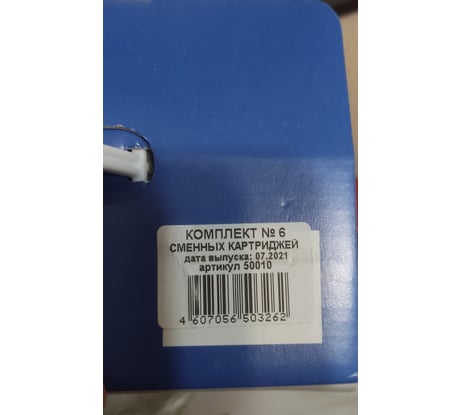 КОМПЛЕКТ № 6
СМЕННЫХ КАРТРИДЖЕЙ
дата выпуска: 07.2021
артикул 50010
4 607056 503262